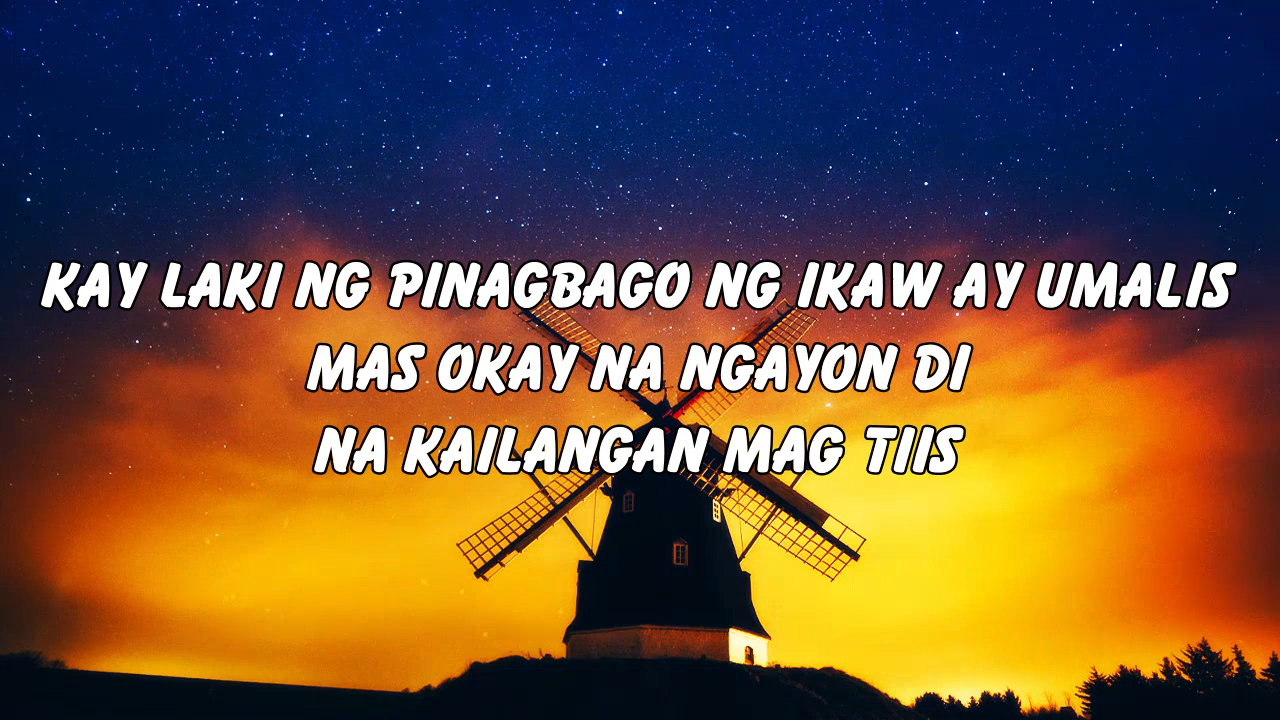 KAY LAKI NG PINAGBAGO NG IKAW AY UMALIS
MAS OKAY NA NGAYON DI
NA KAILANGAN MAG TIIS